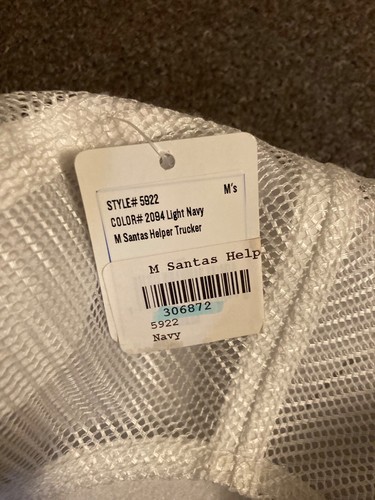 M's
STYLE# 5922
COLOR# 2094 Light Navy
M Santas Helper Trucker
M Santas Help
306872
5922
Navy